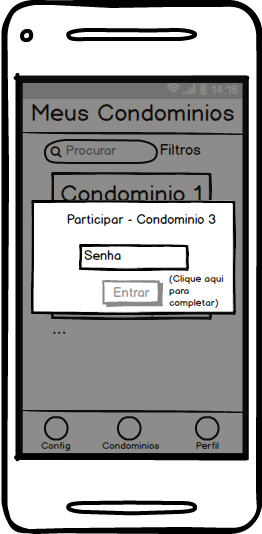 14:18
Meus Condominios
Procurar
Filtros
Condominio 1
Participar - Condominio 3
Senha
Entrar
(Clique aqui
para
completar)
...
Config
Condominios
Perfil